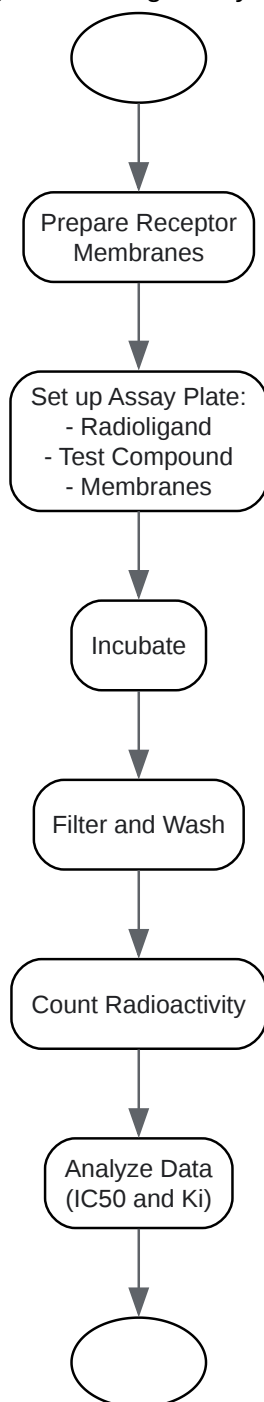 Prepare Receptor
Membranes
Set up Assay Plate:
- Radioligand
- Test Compound
- Membranes
Incubate
Filter and Wash
Count Radioactivity
Analyze Data
(IC50 and Ki)